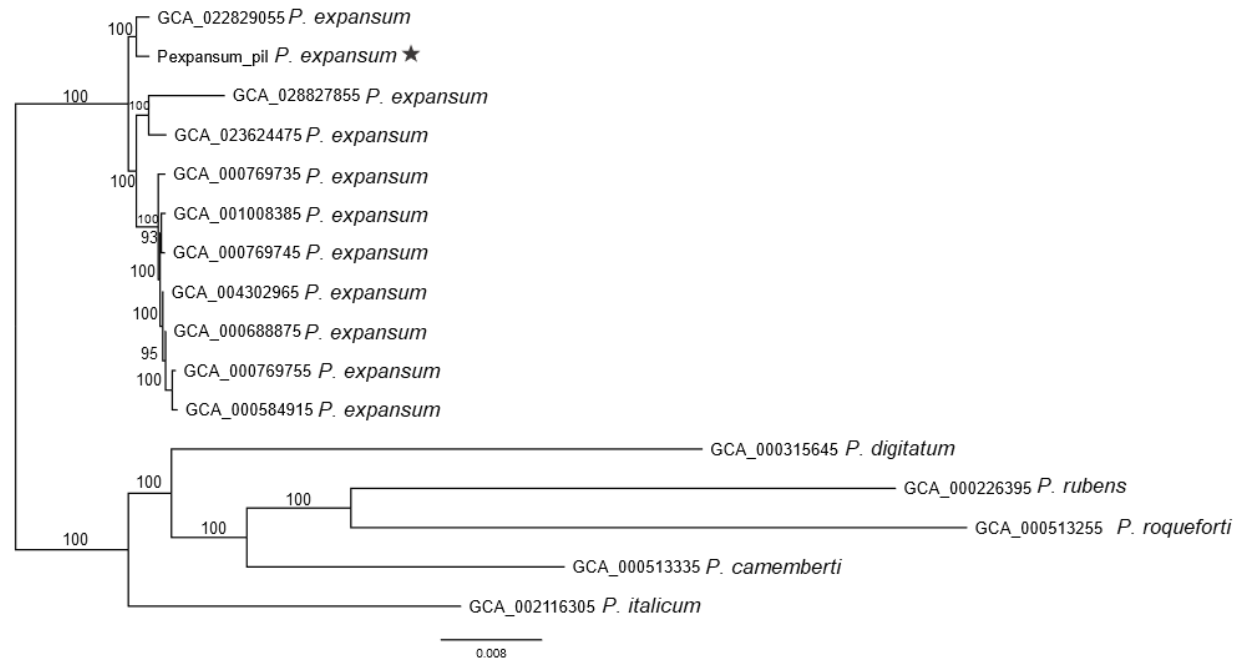 100
GCA_022829055 P. expansum
Pexpansum_pil P. expansum ★
100
100
GCA_028827855 P. expansum
GCA_023624475 P. expansum
100
GCA_000769735 P. expansum
100
GCA_001008385 P. expansum
93
GCA_000769745 P. expansum
100
GCA_004302965 P. expansum
100
GCA_000688875 P. expansum
95
GCA_000769755 P. expansum
100
GCA_000584915 P. expansum
GCA_000315645 P. digitatum
100
GCA_000226395 P. rubens
100
GCA_000513255 P. roqueforti
100
100
GCA_000513335 P. camemberti
GCA_002116305 P. italicum
0.008